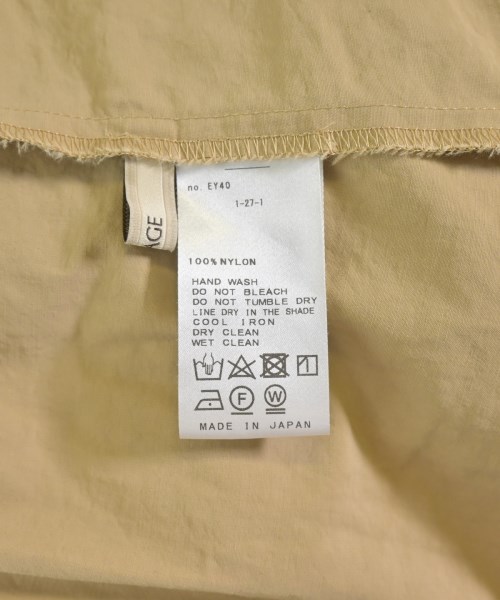 no. EY40
1-27-1
100% NYLON
HAND WASH
DO NOT BLEACH
DO NOT TUMBLE DRY
LINE DRY IN THE SHADE
COOL IRON
DRY CLEAN
WET CLEAN
F W
MADE IN JAPAN